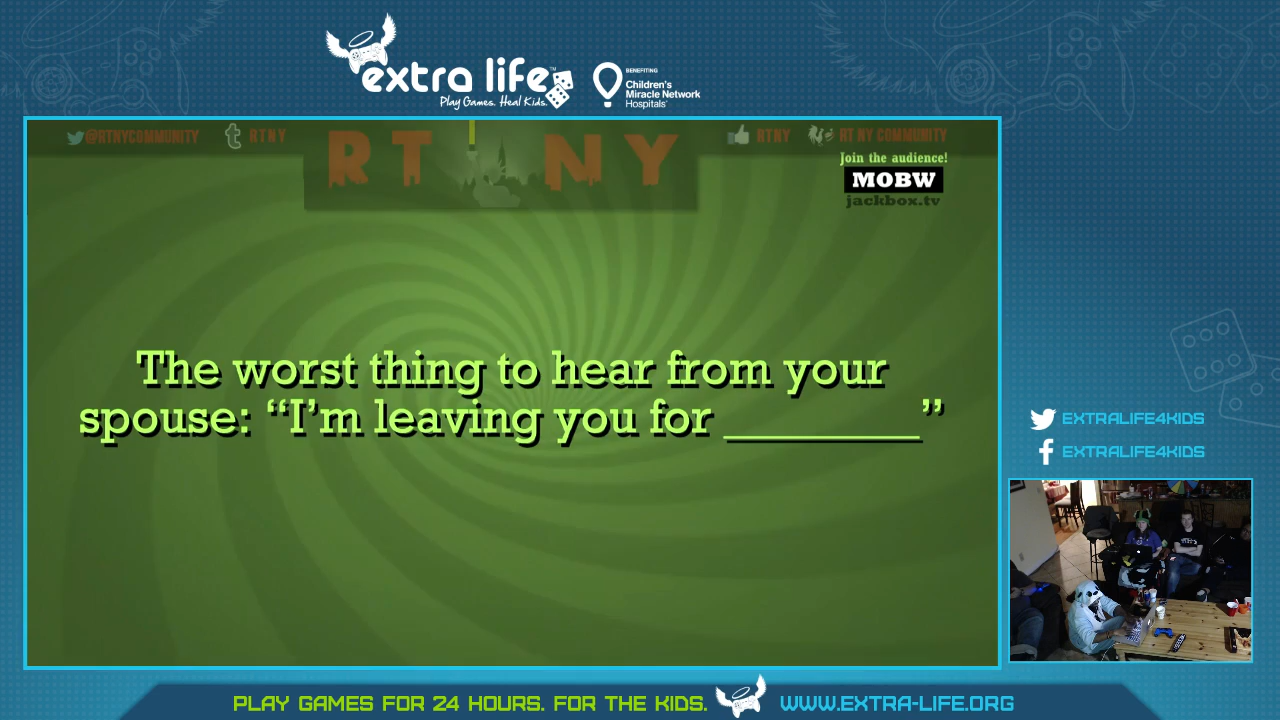 extra life™
Play Games. Heal Kids.
BENEFITING
Children's
Miracle Network
Hospitals
@RTNYCOMMUNITY
RTNY
RT NY
RTNY
RT NY COMMUNITY
Join the audience!
MOBW
jackbox.tv
The worst thing to hear from your
spouse: “I’m leaving you for ________”
EXTRALIFE4KIDS
EXTRALIFE4KIDS
PLAY GAMES FOR 24 HOURS. FOR THE KIDS.
WWW.EXTRA-LIFE.ORG